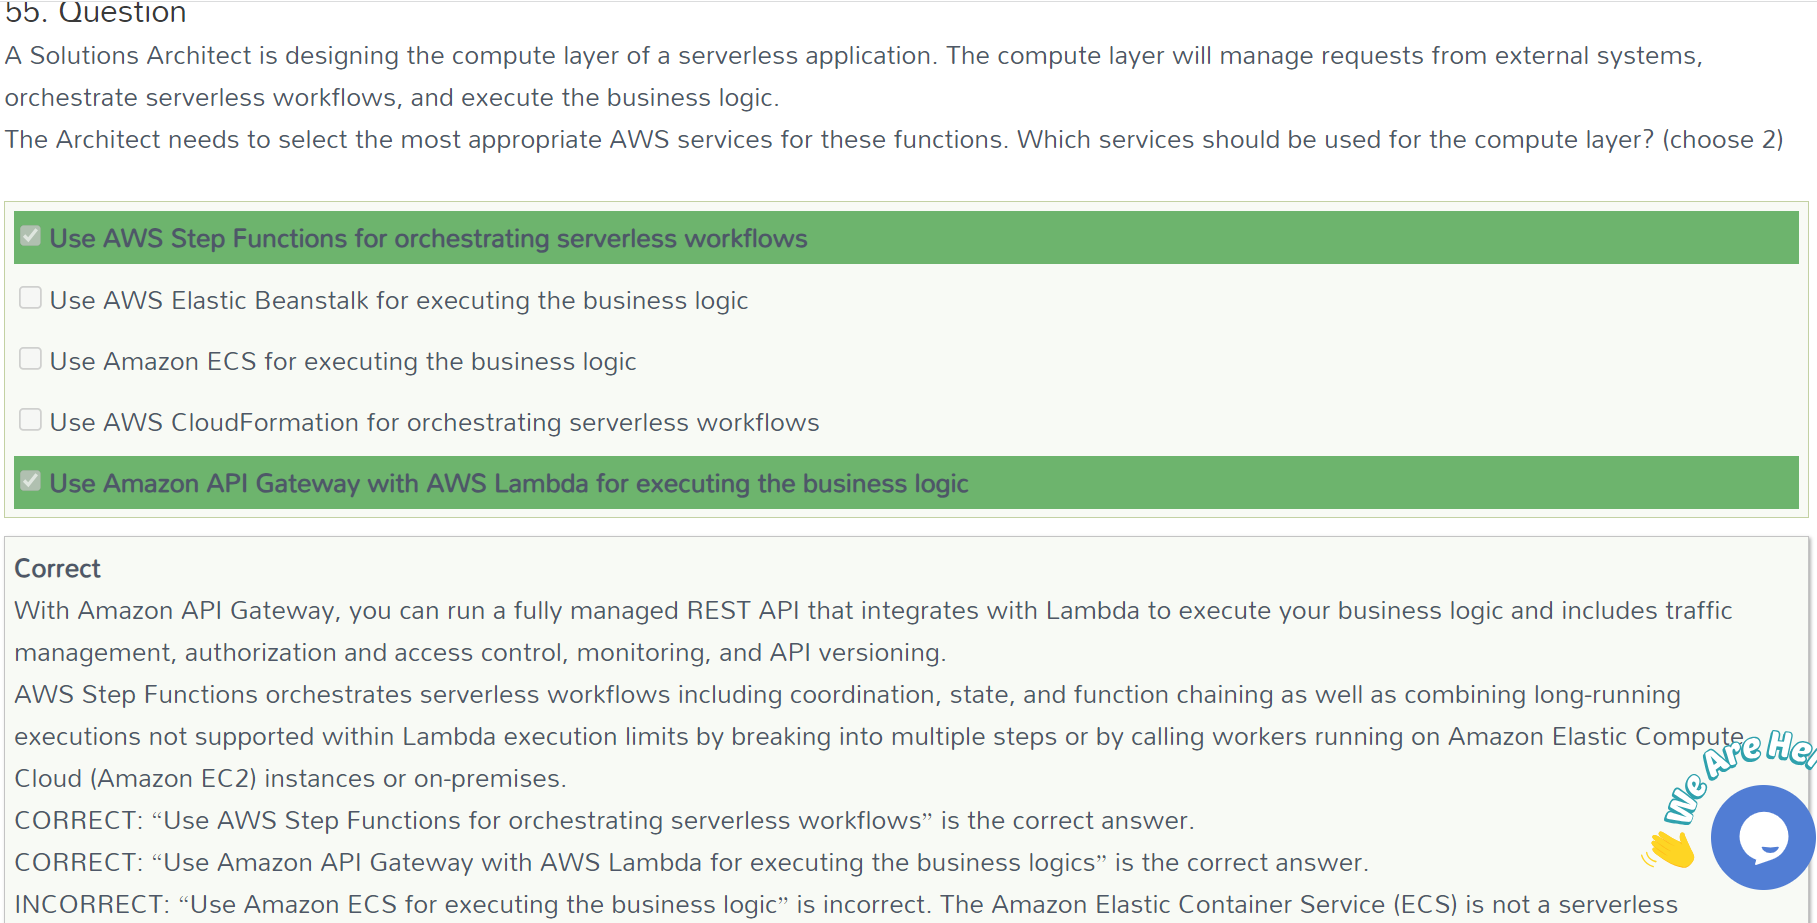 55. Question
A Solutions Architect is designing the compute layer of a serverless application. The compute layer will manage requests from external systems,
orchestrate serverless workflows, and execute the business logic.
The Architect needs to select the most appropriate AWS services for these functions. Which services should be used for the compute layer? (choose 2)
Use AWS Step Functions for orchestrating serverless workflows
Use AWS Elastic Beanstalk for executing the business logic
Use Amazon ECS for executing the business logic
Use AWS CloudFormation for orchestrating serverless workflows
Use Amazon API Gateway with AWS Lambda for executing the business logic
Correct
With Amazon API Gateway, you can run a fully managed REST API that integrates with Lambda to execute your business logic and includes traffic
management, authorization and access control, monitoring, and API versioning.
AWS Step Functions orchestrates serverless workflows including coordination, state, and function chaining as well as combining long-running
executions not supported within Lambda execution limits by breaking into multiple steps or by calling workers running on Amazon Elastic Compute
Cloud (Amazon EC2) instances or on-premises.
CORRECT: “Use AWS Step Functions for orchestrating serverless workflows” is the correct answer.
CORRECT: “Use Amazon API Gateway with AWS Lambda for executing the business logics” is the correct answer.
INCORRECT: “Use Amazon ECS for executing the business logic” is incorrect. The Amazon Elastic Container Service (ECS) is not a serverless
We Are